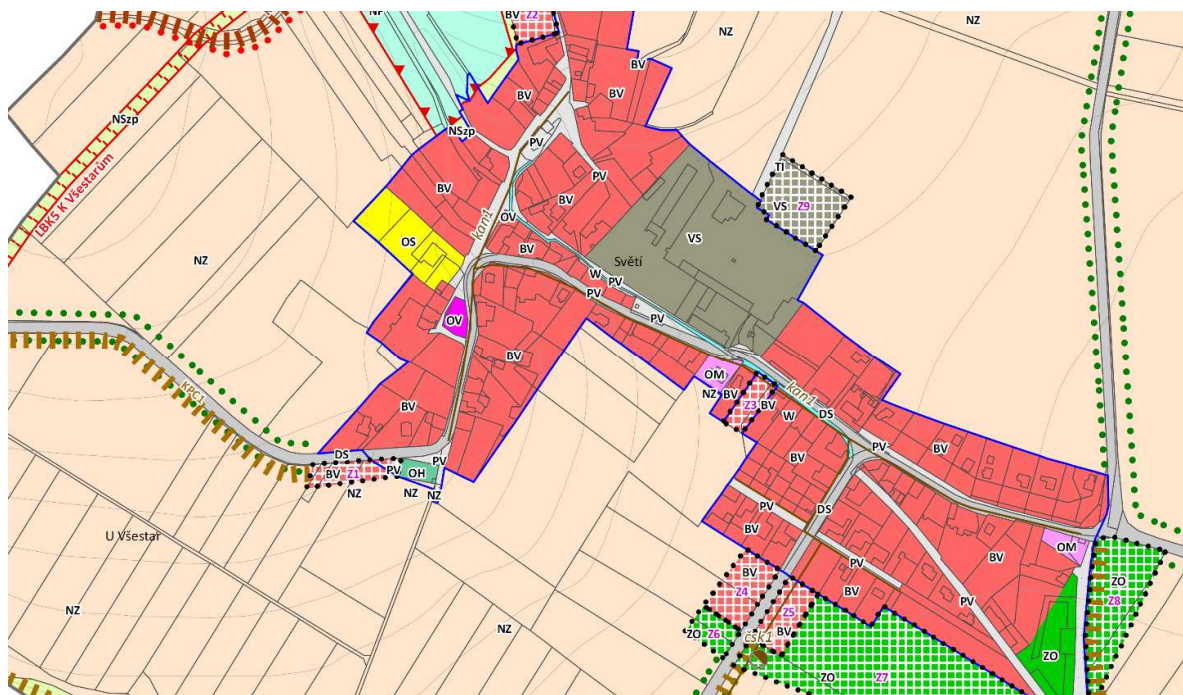 NP
BV
Z2
NZ
NZ
BV
NSzp
BV
BV
NSzp
PV
LBK5 K Všestarům
PV
TI
BV
BV
VS
Z9
kan1
OV
OS
BV
VS
NZ
Světí
W
PV
PV
OV
PV
BV
OM
kan1
NZ
BV
Z3
BV
KPC1
W
DS
BV
PV
BV
DS
PV
BV
Z1
PV
OH
NZ
NZ
NZ
BV
PV
DS
U Všestar
OM
BV
PV
BV
ZO
BV
Z4
Z8
NZ
PV
Z5
NZ
ZO
Z6
BV
čsk1
ZO
ZO
Z7